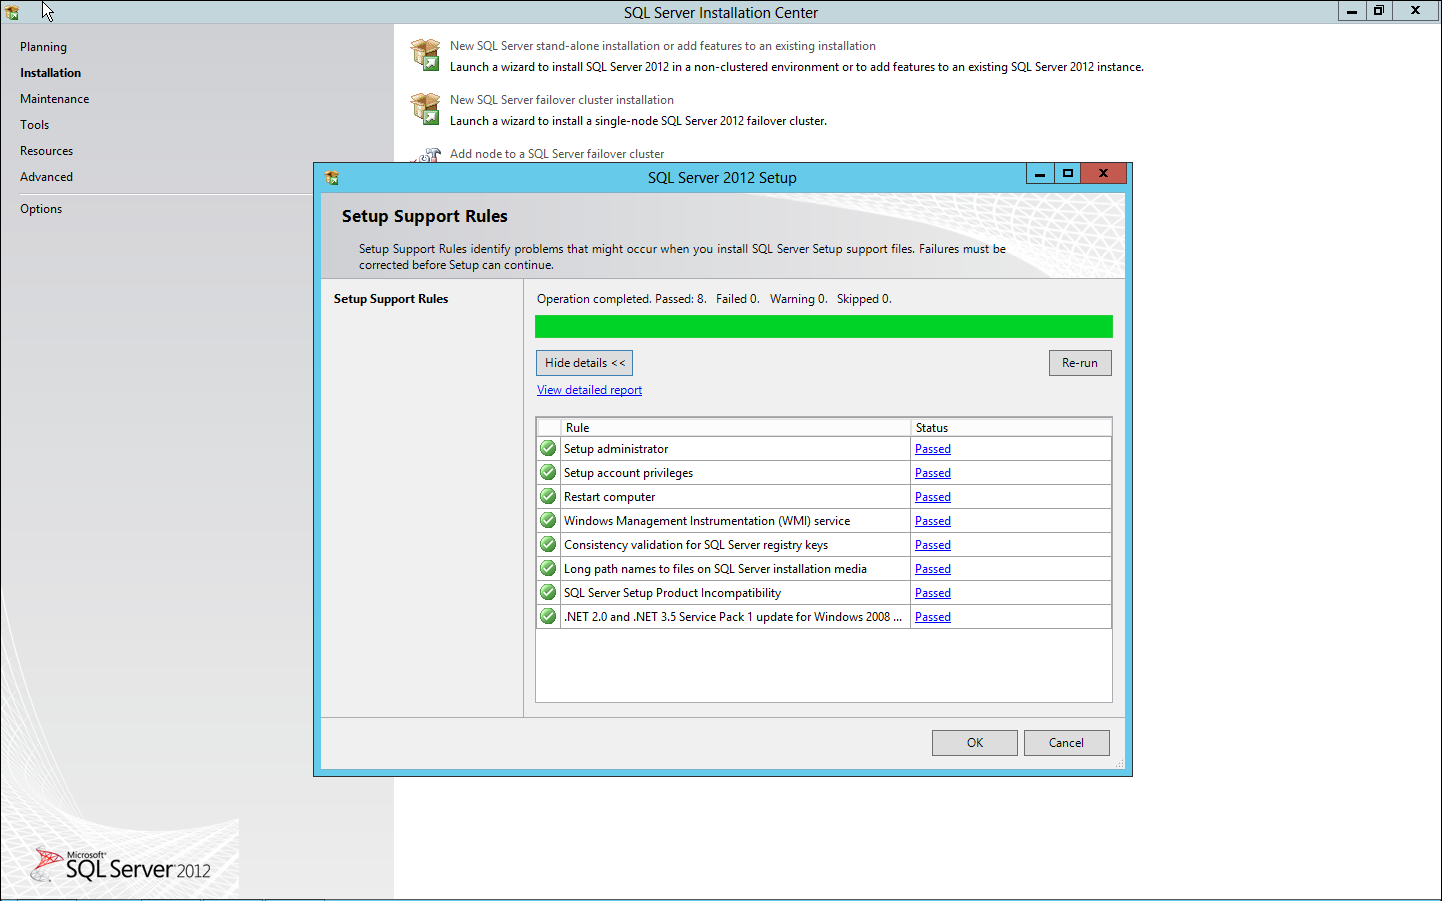 SQL Server Installation Center
Planning
Installation
Maintenance
Tools
Resources
Advanced
Options
New SQL Server stand-alone installation or add features to an existing installation
Launch a wizard to install SQL Server 2012 in a non-clustered environment or to add features to an existing SQL Server 2012 instance.
New SQL Server failover cluster installation
Launch a wizard to install a single-node SQL Server 2012 failover cluster.
Add node to a SQL Server failover cluster
SQL Server 2012 Setup
Setup Support Rules
Setup Support Rules identify problems that might occur when you install SQL Server Setup support files. Failures must be
corrected before Setup can continue.
Setup Support Rules
Operation completed. Passed: 8.   Failed 0.   Warning 0.   Skipped 0.
Hide details <<
Re-run
View detailed report
Rule Status
Setup administrator Passed
Setup account privileges Passed
Restart computer Passed
Windows Management Instrumentation (WMI) service Passed
Consistency validation for SQL Server registry keys Passed
Long path names to files on SQL Server installation media Passed
SQL Server Setup Product Incompatibility Passed
.NET 2.0 and .NET 3.5 Service Pack 1 update for Windows 2008 ... Passed
OK Cancel
Microsoft®
SQL Server® 2012